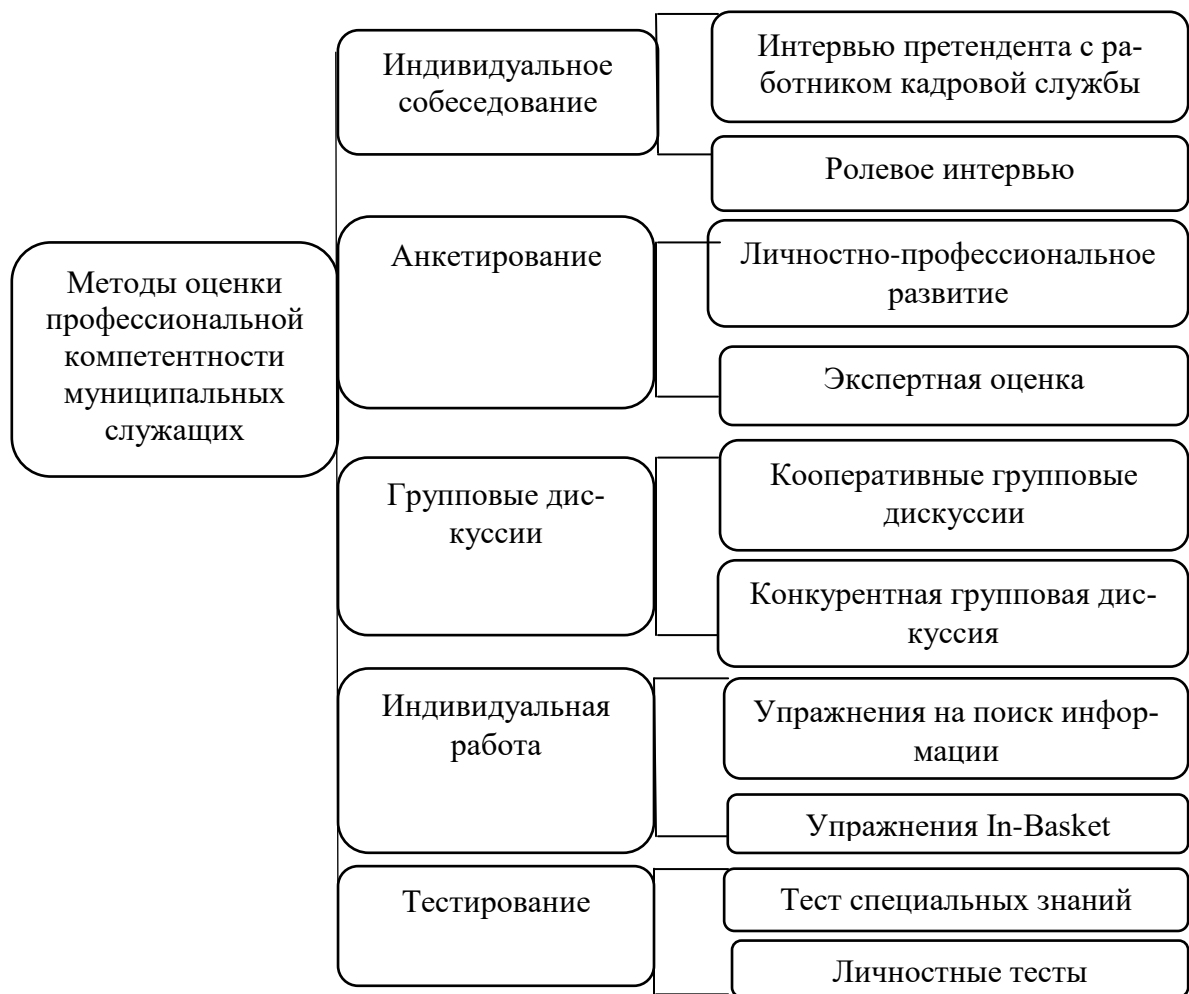 Методы оценки
профессиональной
компетентности
муниципальных
служащих
Индивидуальное
собеседование
Интервью претендента с ра-
ботником кадровой службы
Ролевое интервью
Анкетирование
Личностно-профессиональное
развитие
Экспертная оценка
Групповые дис-
куссии
Кооперативные групповые
дискуссии
Конкурентная групповая дис-
куссия
Индивидуальная
работа
Упражнения на поиск инфор-
мации
Упражнения In-Basket
Тестирование
Тест специальных знаний
Личностные тесты